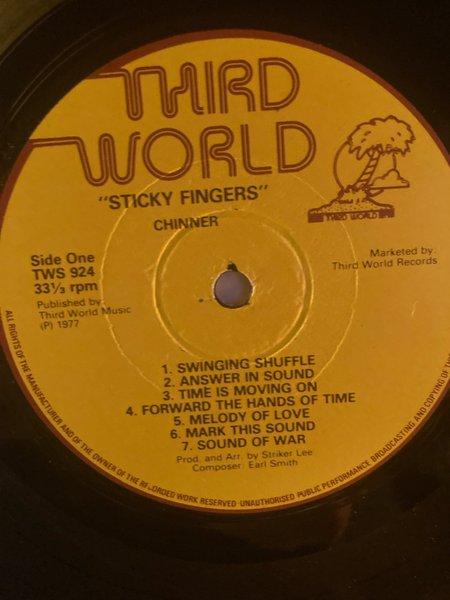 THIRD
WORLD
THIRD WORLD
"STICKY FINGERS"
CHINNER
Side One
TWS 924
33⅓ rpm
Published by
Third World Music
(P) 1977
Marketed by:
Third World Records
1. SWINGING SHUFFLE
2. ANSWER IN SOUND
3. TIME IS MOVING ON
4. FORWARD THE HANDS OF TIME
5. MELODY OF LOVE
6. MARK THIS SOUND
7. SOUND OF WAR
Prod. and Arr. by Striker Lee
Composer: Earl Smith
ALL RIGHTS OF THE MANUFACTURER AND OF THE OWNER OF THE RE-ORDED WORK RESERVED UNAUTHORISED PUBLIC PERFORMANCE BROADCASTING AND COPYING OF